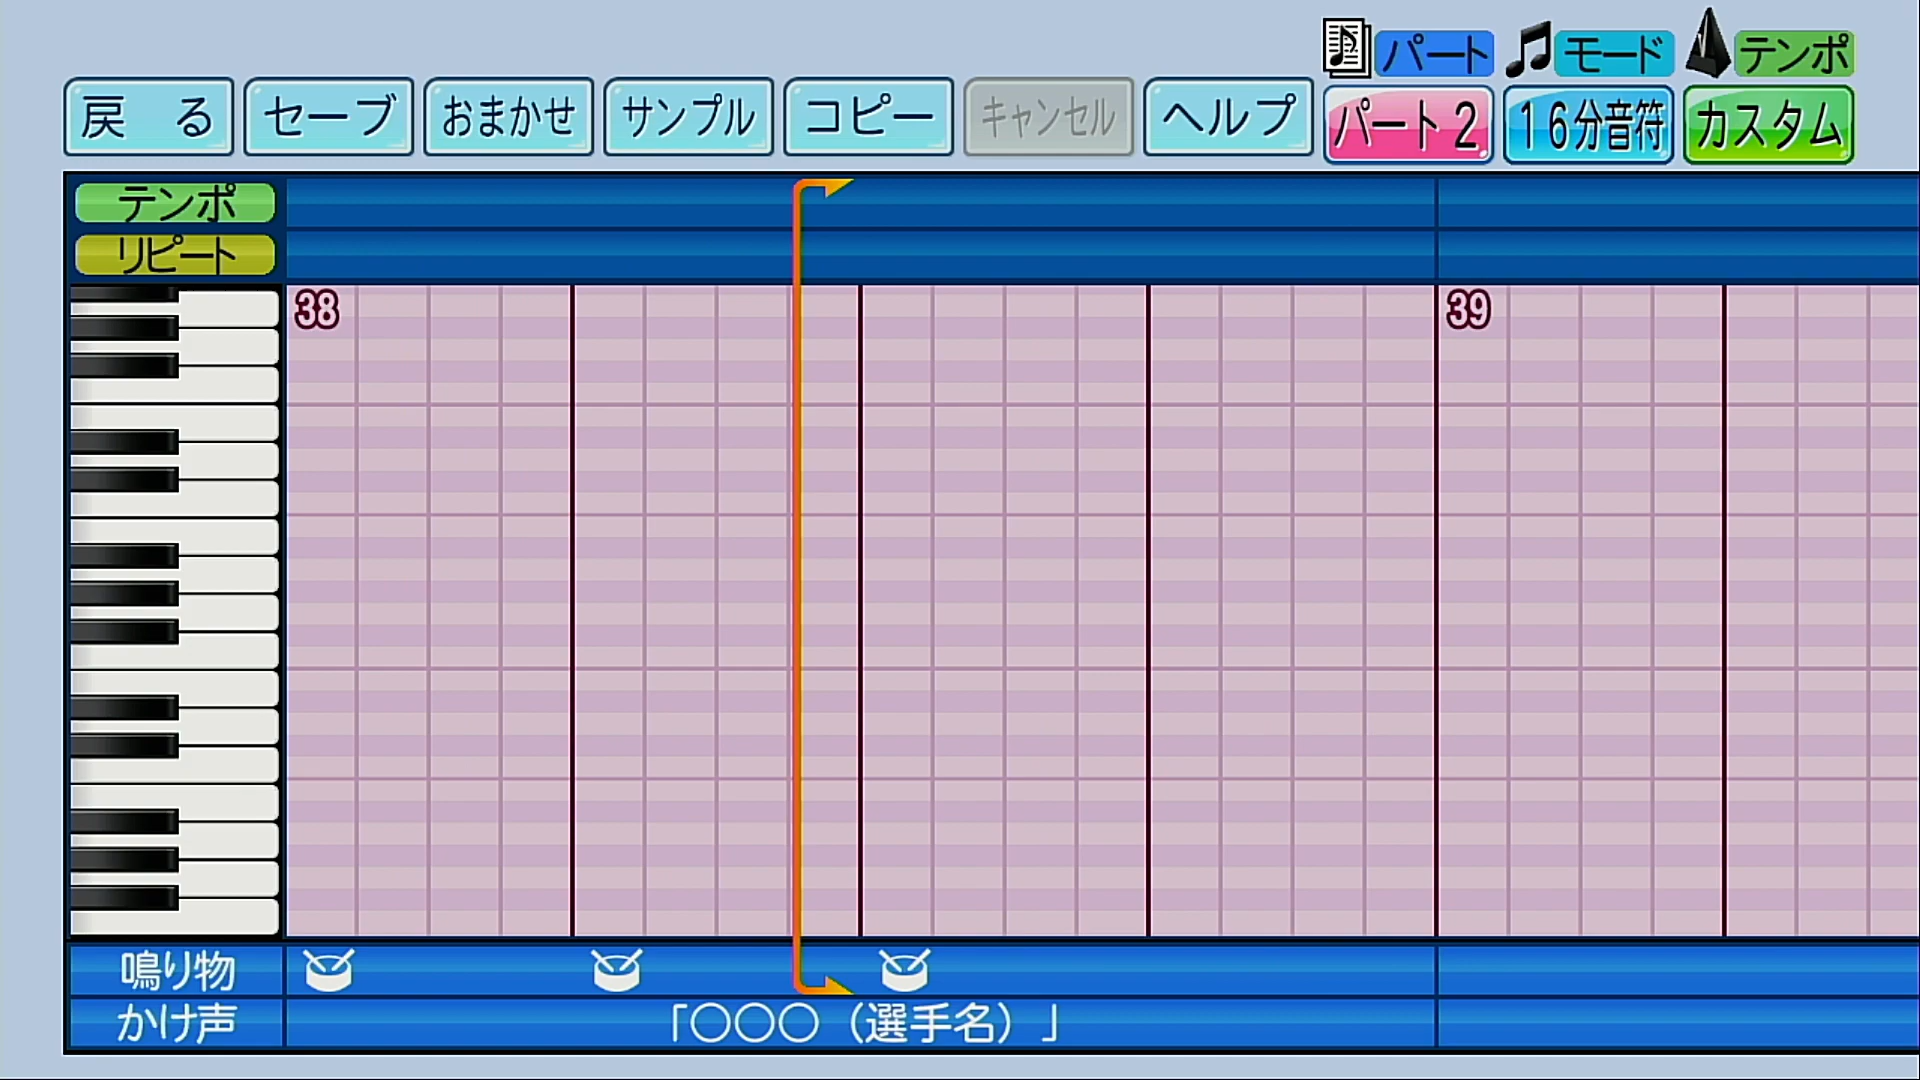 パート モード テンポ
戻　る セーブ おまかせ サンプル コピー キャンセル ヘルプ パート2 16分音符 カスタム
テンポ
リピート
38 39
鳴り物
かけ声 「〇〇〇（選手名）」